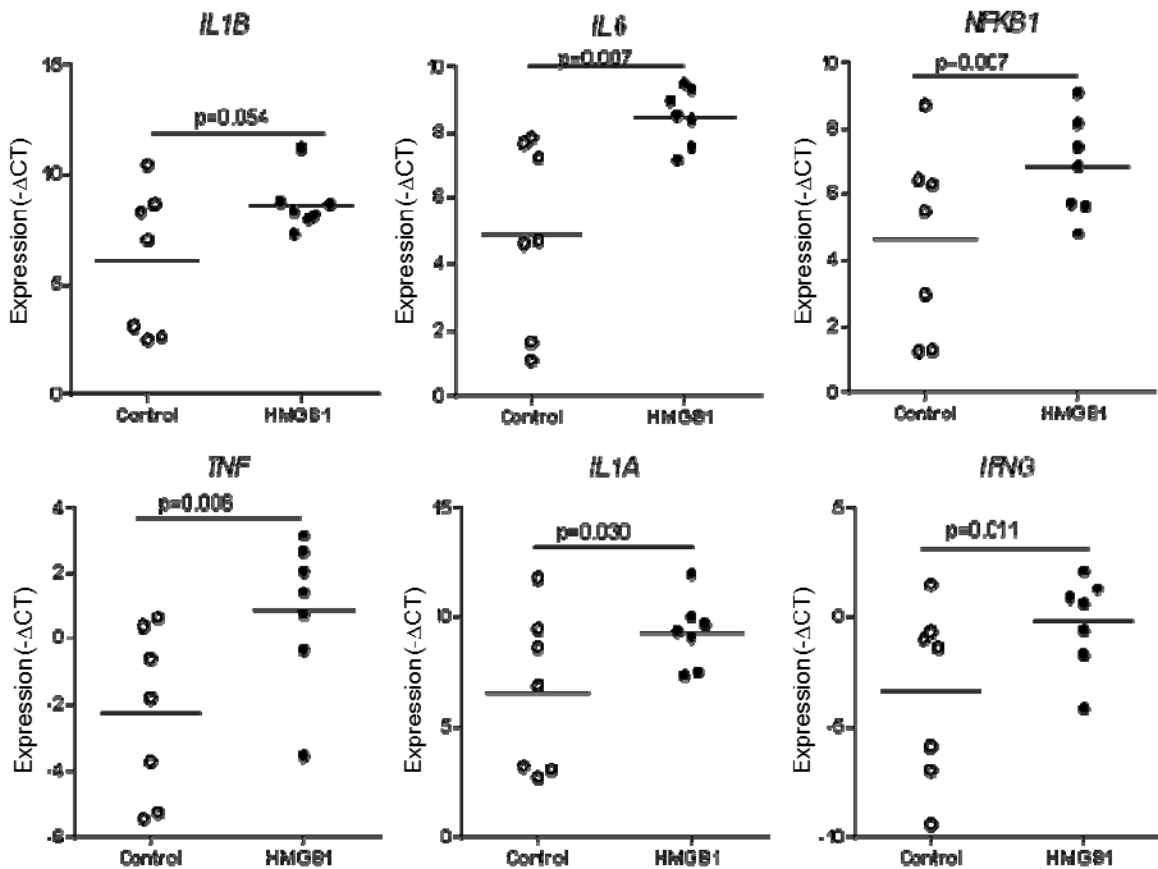 IL1B
IL6
NFKB1
15
10
5
0
Expression (-ΔCT)
p=0.054
Control
HMGB1
10
8
6
4
2
0
Expression (-ΔCT)
p=0.007
Control
HMGB1
10
8
6
4
2
0
Expression (-ΔCT)
p=0.007
Control
HMGB1
TNF
IL1A
IFNG
4
2
0
-2
-4
-6
Expression (-ΔCT)
Control
HMGB1
15
10
5
0
Expression (-ΔCT)
p=0.030
Control
HMGB1
5
0
-5
-10
Expression (-ΔCT)
p=0.011
Control
HMGB1